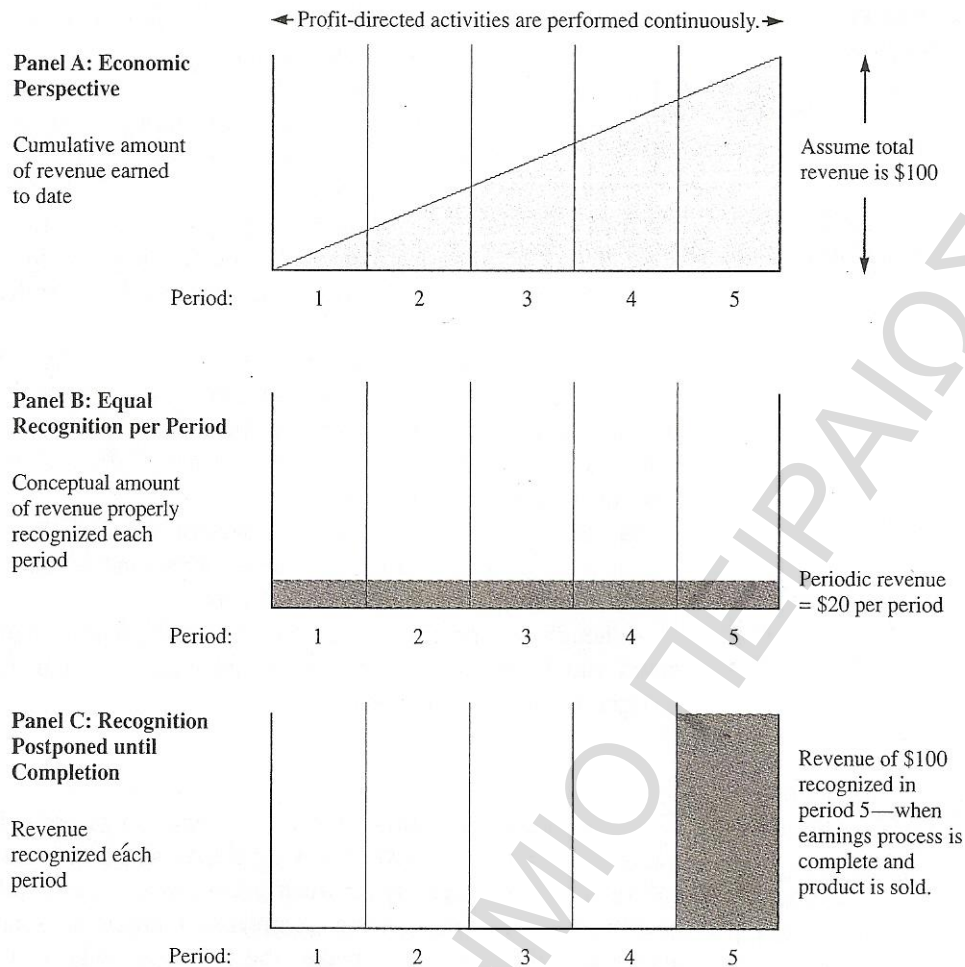 Profit-directed activities are performed continuously.
Panel A: Economic
Perspective
Cumulative amount
of revenue earned
to date
Assume total
revenue is $100
Period: 1 2 3 4 5
Panel B: Equal
Recognition per Period
Conceptual amount
of revenue properly
recognized each
period
Periodic revenue
= $20 per period
Period: 1 2 3 4 5
Panel C: Recognition
Postponed until
Completion
Revenue
recognized each
period
Revenue of $100
recognized in
period 5—when
earnings process is
complete and
product is sold.
Period: 1 2 3 4 5
ΗΜΙΟ ΠΕΙΡΑΙΩΣ